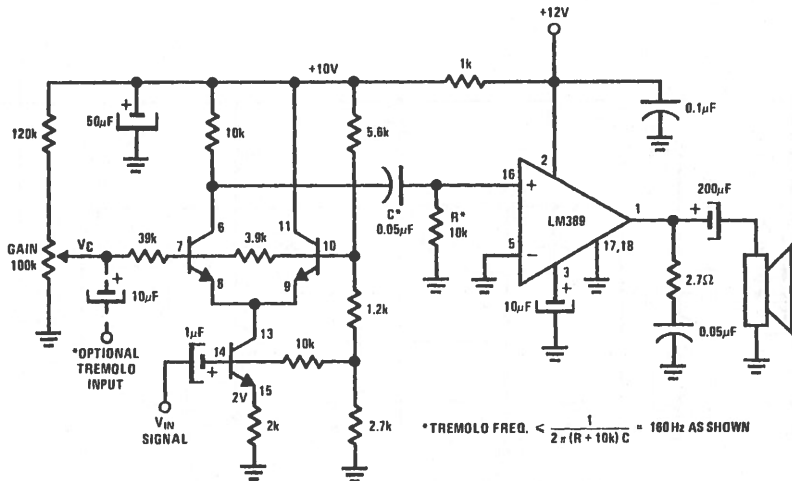 +12V
+10V
1k
0.1µF
50µF
120k
10k
5.6k
2
16
+
LM389
1
200µF
+
C*
0.05µF
R*
10k
5
−
17,18
3
+
10µF
2.7Ω
0.05µF
GAIN
100k
VC
39k
6
7
8
3.9k
11
10
9
+
10µF
*OPTIONAL
TREMOLO
INPUT
1.2k
1µF
+
13
14
15
2V
10k
VIN
SIGNAL
2k
2.7k
+
*TREMOLO FREQ. < 1 / 2π (R + 10k) C = 160 Hz AS SHOWN